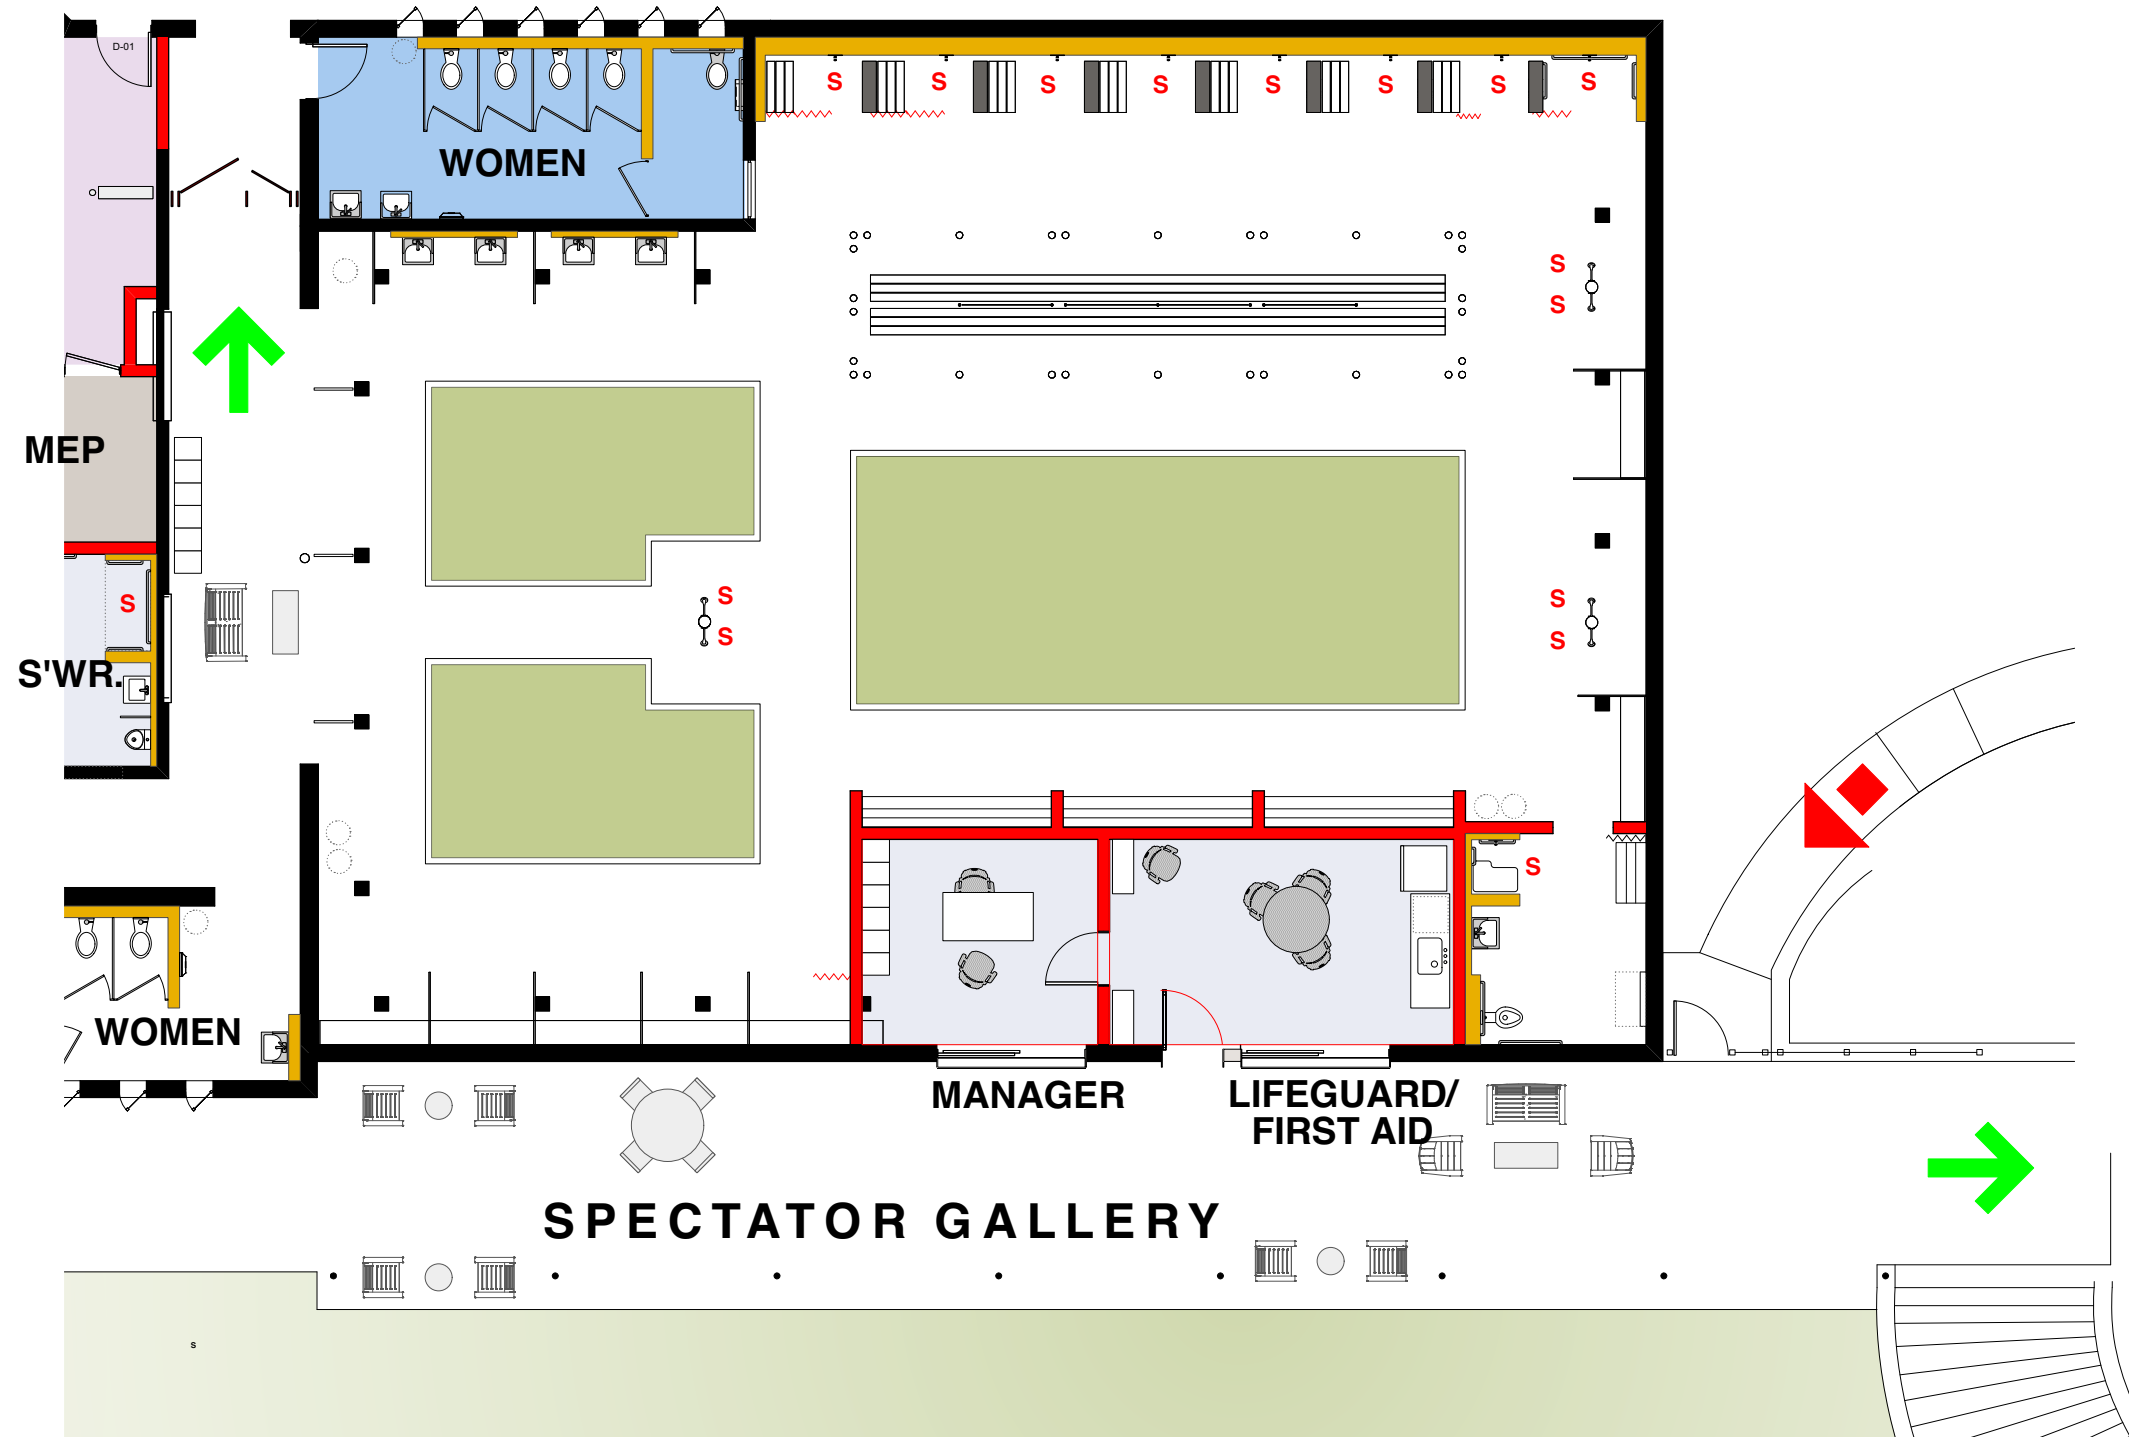 D-01
S S S S S S S S
WOMEN
S
S
MEP
S
S
S
S
S
S'WR.
S
WOMEN
MANAGER
LIFEGUARD/
FIRST AID
SPECTATOR GALLERY
s